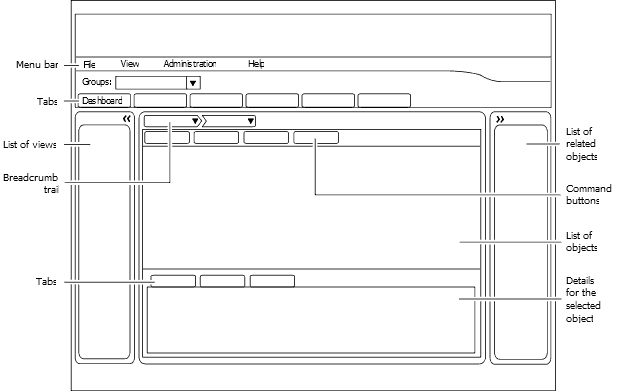 Menu bar
File View Administration Help
Groups:
Tabs
Dashboard
«
»
List of views
List of
related
objects
Breadcrumb
trail
Command
buttons
List of
objects
Tabs
Details
for the
selected
object